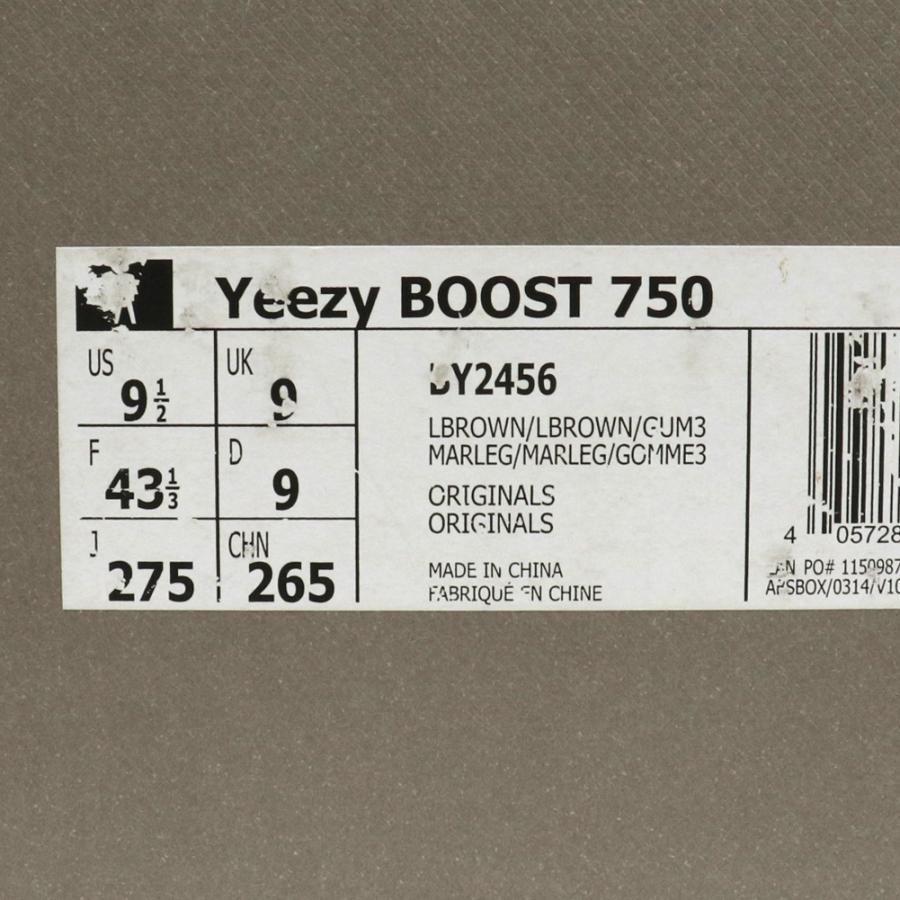 Yeezy BOOST 750
US 9 1/2
UK 9
F 43 1/3
D 9
J 275
CHN 265
BY2456
LBROWN/LBROWN/GUM3
MARLEG/MARLEG/GOMME3
ORIGINALS
ORIGINALS
MADE IN CHINA
FABRIQUÉ EN CHINE
4 05728
PO# 1159987
APSBOX/0314/V10